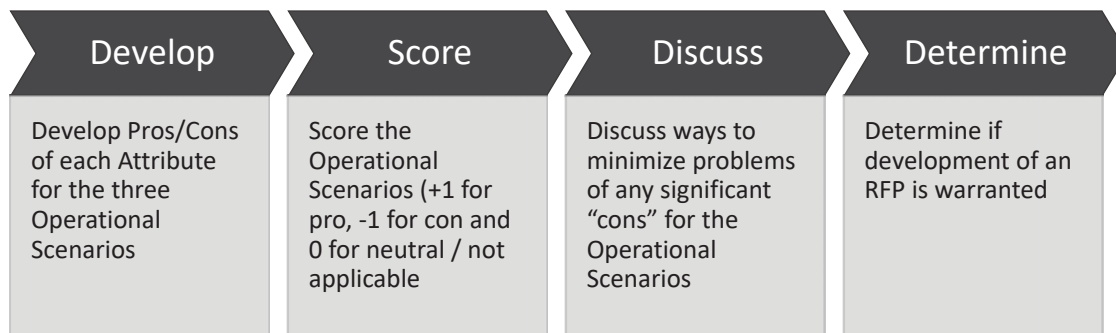 Develop
Develop Pros/Cons
of each Attribute
for the three
Operational
Scenarios
Score
Score the
Operational
Scenarios (+1 for
pro, -1 for con and
0 for neutral / not
applicable
Discuss
Discuss ways to
minimize problems
of any significant
“cons” for the
Operational
Scenarios
Determine
Determine if
development of an
RFP is warranted